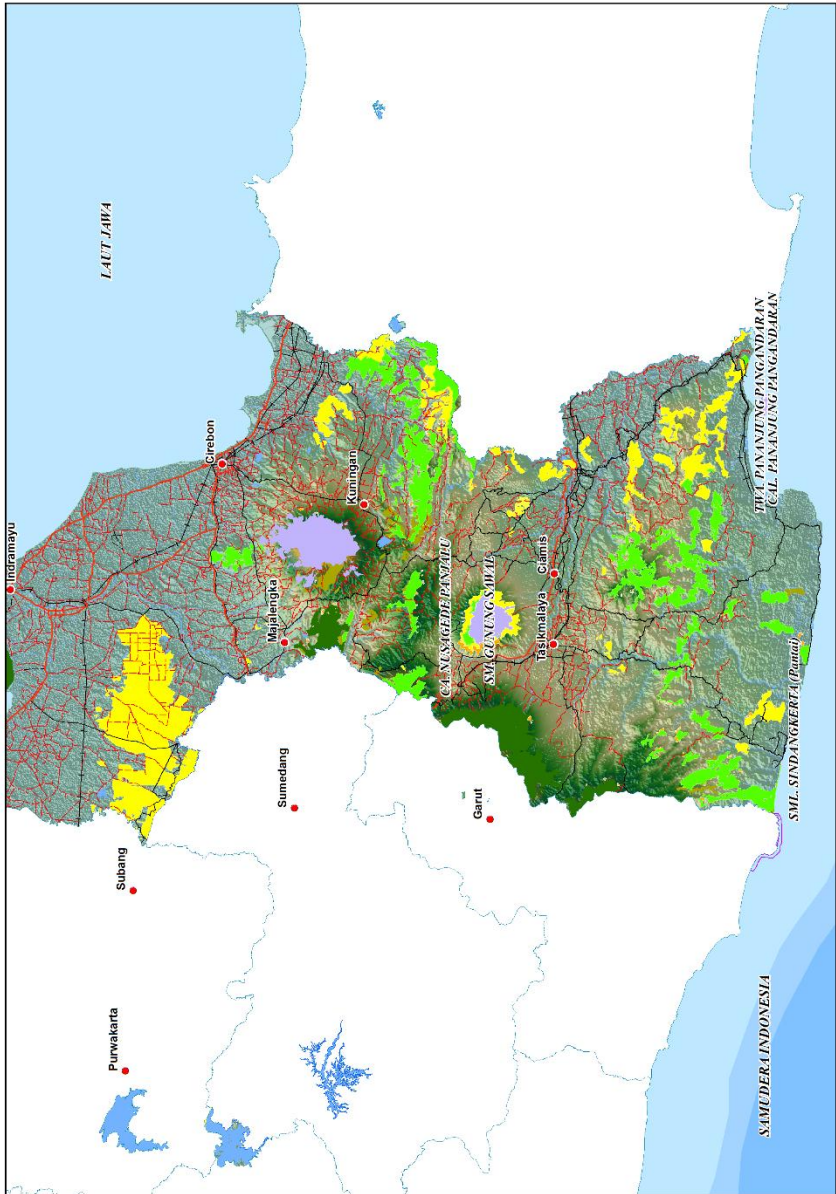 LAUT JAWA
Indramayu
Cirebon
Subang
Purwakarta
Majalengka
Sumedang
Kuningan
CA. NUSAGEDE PANJALU
SM. GUNUNG SAWAL
Garut
Ciamis
Tasikmalaya
TWA. PANANJUNG PANGANDARAN
CAL. PANANJUNG PANGANDARAN
SML. SINDANGKERTA (Pantai)
SAMUDERA INDONESIA